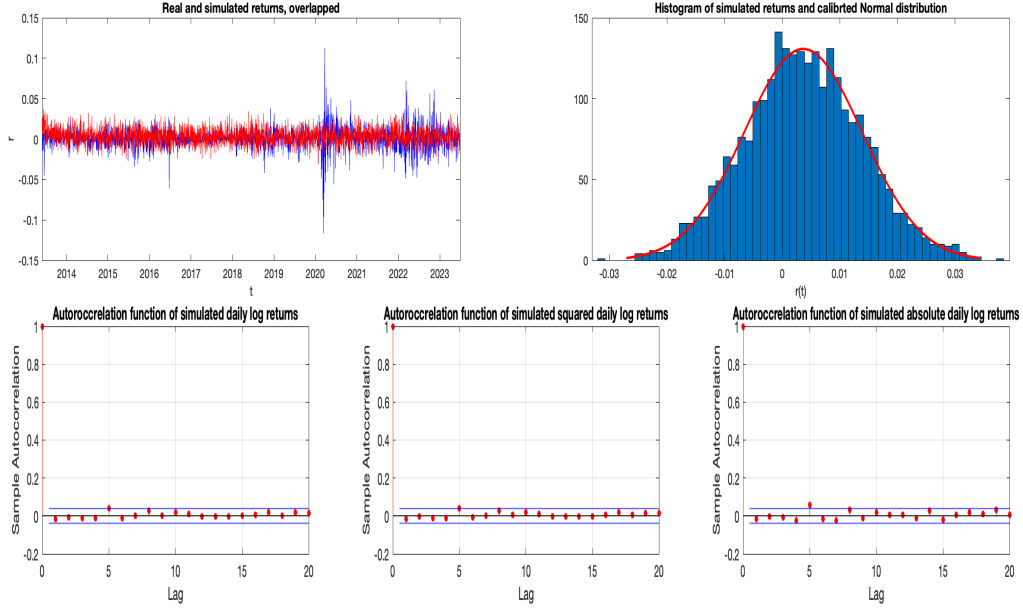 Real and simulated returns, overlapped
0.15
0.1
0.05
0
-0.05
-0.1
-0.15
r
2014 2015 2016 2017 2018 2019 2020 2021 2022 2023
t
Histogram of simulated returns and calibrted Normal distribution
150
100
50
0
-0.03 -0.02 -0.01 0 0.01 0.02 0.03
r(t)
Autoroccrelation function of simulated daily log returns
1
0.8
0.6
0.4
0.2
0
-0.2
Sample Autocorrelation
0 5 10 15 20
Lag
Autoroccrelation function of simulated squared daily log returns
1
0.8
0.6
0.4
0.2
0
-0.2
Sample Autocorrelation
0 5 10 15 20
Lag
Autoroccrelation function of simulated absolute daily log returns
1
0.8
0.6
0.4
0.2
0
-0.2
Sample Autocorrelation
0 5 10 15 20
Lag